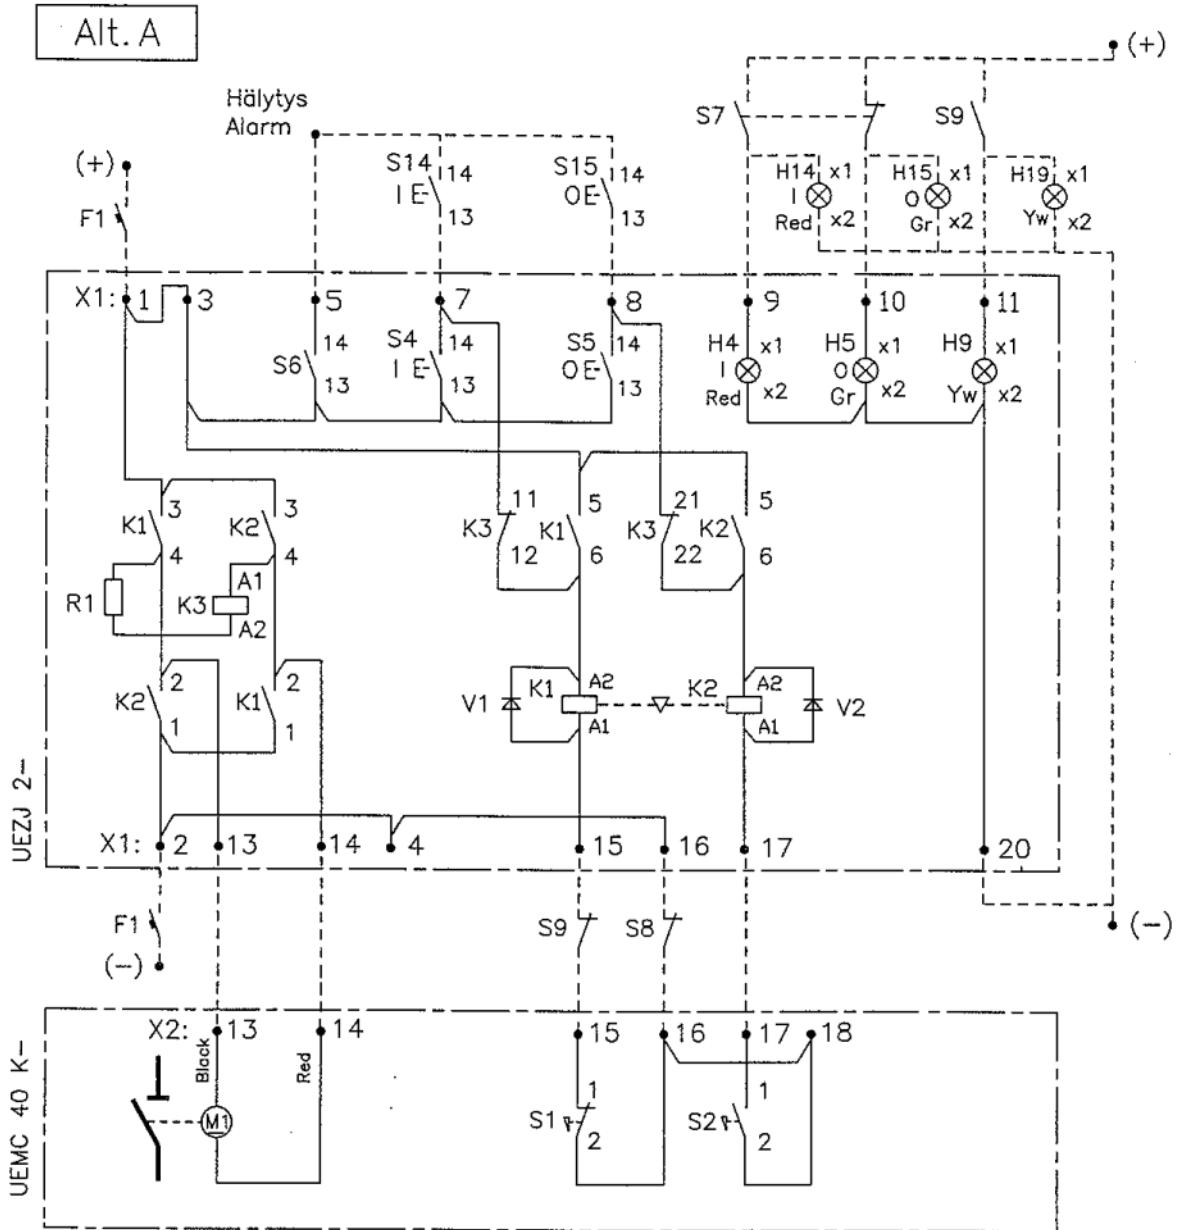 Alt. A
(+)
Hälytys
Alarm
S7
S9
(+)
F1
S14
14
I E-
13
S15
14
O E-
13
H14 x1
I
Red x2
H15 x1
O
Gr x2
H19 x1
Yw x2
X1: 1 3 5 7 8 9 10 11
S6
14
13
S4
14
I E-
13
S5
14
O E-
13
H4 x1
I
Red x2
H5 x1
O
Gr x2
H9 x1
Yw x2
K1
3
4
K2
3
4
K3
11
12
K1
5
6
K3
21
22
K2
5
6
R1
K3
A1
A2
K2
2
1
K1
2
1
V1
K1
A2
A1
K2
A2
A1
V2
UEZJ 2-
X1: 2 13 14 4 15 16 17 20
F1
(-)
S9
S8
(-)
UEMC 40 K-
X2: 13 14 15 16 17 18
Black
Red
M1
S1
1
2
S2
1
2